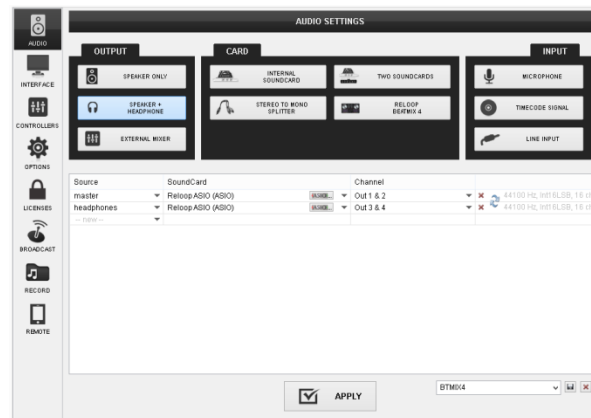 AUDIO SETTINGS
AUDIO
INTERFACE
CONTROLLERS
OPTIONS
LICENSES
BROADCAST
RECORD
REMOTE
OUTPUT
SPEAKER ONLY
SPEAKER +
HEADPHONE
EXTERNAL MIXER
CARD
INTERNAL
SOUNDCARD
TWO SOUNDCARDS
STEREO TO MONO
SPLITTER
RELOOP
BEATMIX 4
INPUT
MICROPHONE
TIMECODE SIGNAL
LINE INPUT
Source SoundCard Channel
master Reloop ASIO (ASIO) Out 1 & 2 44100 Hz, Int16LSB, 16
headphones Reloop ASIO (ASIO) Out 3 & 4 44100 Hz, Int16LSB, 16
-- new --
APPLY
BTMIX4